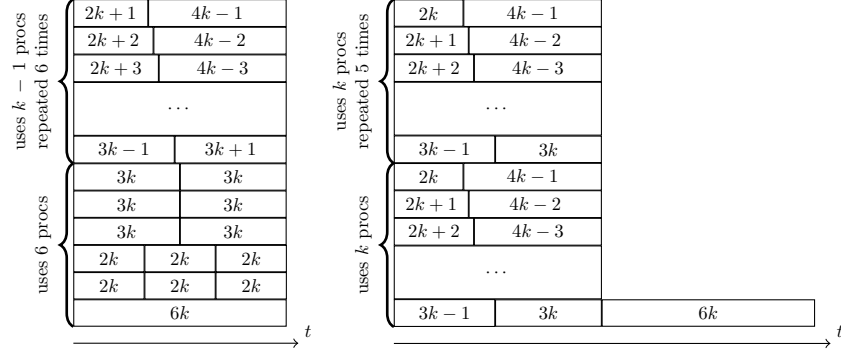 uses k − 1 procs
repeated 6 times
2k + 1 4k − 1
2k + 2 4k − 2
2k + 3 4k − 3
...
3k − 1 3k + 1
uses 6 procs
3k 3k
3k 3k
3k 3k
2k 2k 2k
2k 2k 2k
6k
t
uses k procs
repeated 5 times
2k 4k − 1
2k + 1 4k − 2
2k + 2 4k − 3
...
3k − 1 3k
uses k procs
2k 4k − 1
2k + 1 4k − 2
2k + 2 4k − 3
...
3k − 1 3k 6k
t